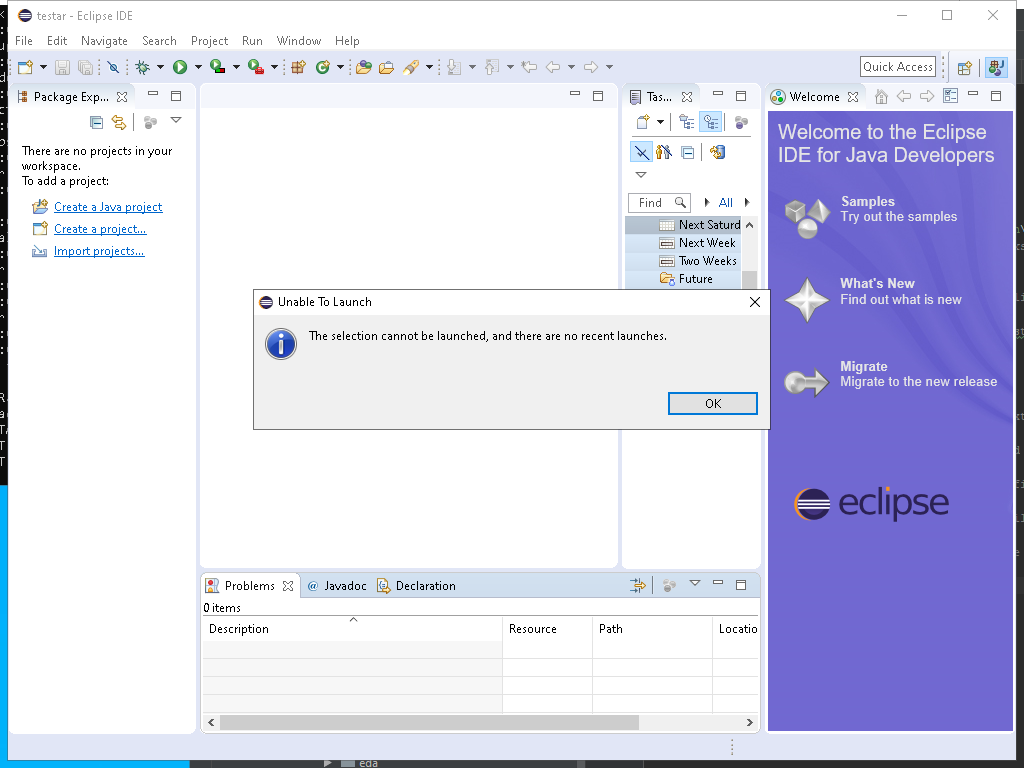 testar - Eclipse IDE
File Edit Navigate Search Project Run Window Help
Quick Access
Package Exp...
There are no projects in your
workspace.
To add a project:
Create a Java project
Create a project...
Import projects...
Tas...
Find
All
Next Saturd
Next Week
Two Weeks
Future
Welcome
Welcome to the Eclipse
IDE for Java Developers
Samples
Try out the samples
What's New
Find out what is new
Migrate
Migrate to the new release
eclipse
Unable To Launch
The selection cannot be launched, and there are no recent launches.
OK
Problems @ Javadoc Declaration
0 items
Description Resource Path Locatio
eda